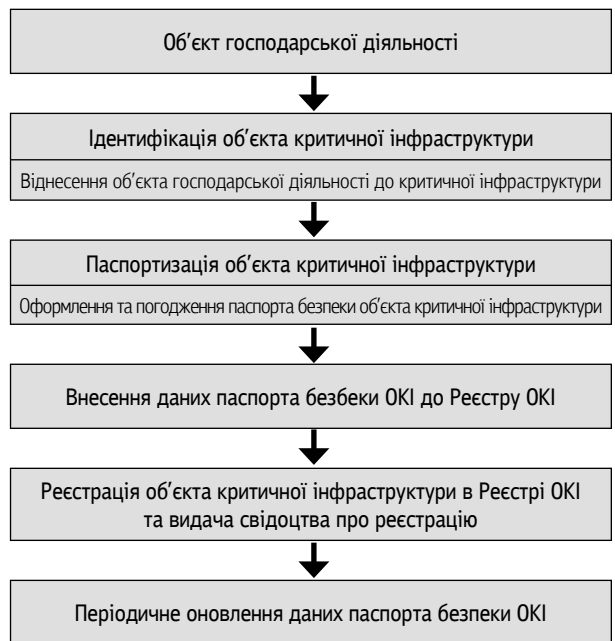 Об’єкт господарської діяльності
Ідентифікація об’єкта критичної інфраструктури
Віднесення об’єкта господарської діяльності до критичної інфраструктури
Паспортизація об’єкта критичної інфраструктури
Оформлення та погодження паспорта безпеки об’єкта критичної інфраструктури
Внесення даних паспорта безбеки ОКІ до Реєстру ОКІ
Реєстрація об’єкта критичної інфраструктури в Реєстрі ОКІ
та видача свідоцтва про реєстрацію
Періодичне оновлення даних паспорта безпеки ОКІ